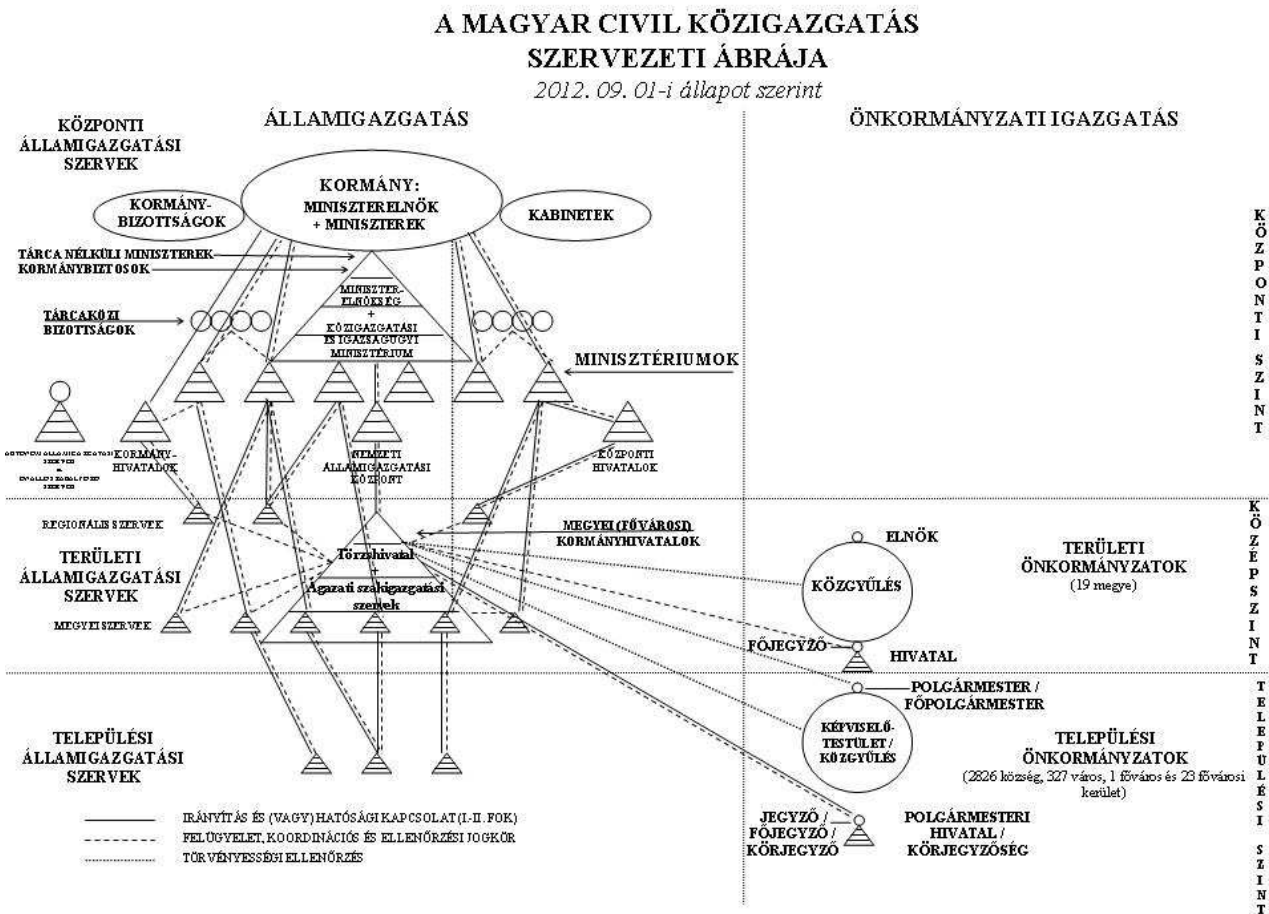 A MAGYAR CIVIL KÖZIGAZGATÁS
SZERVEZETI ÁBRÁJA
2012. 09. 01-i állapot szerint
ÁLLAMIGAZGATÁS
ÖNKORMÁNYZATI IGAZGATÁS
KÖZPONTI
ÁLLAMIGAZGATÁSI
SZERVEK
KORMÁNY:
MINISZTERELNÖK
+ MINISZTEREK
KORMÁNY-
BIZOTTSÁGOK
KABINETEK
TÁRCA NÉLKÜLI MINISZTEREK
KORMÁNYBIZTOSOK
MINISZTER-
ELNÖKSÉG
+
KÖZIGAZGATÁSI
ÉS IGAZSÁGÜGYI
MINISZTÉRIUM
TÁRCAKÖZI
BIZOTTSÁGOK
MINISZTÉRIUMOK
KORMÁNY-
HIVATALOK
NEMZETI
ÁLLAMIGAZGATÁSI
KÖZPONT
KÖZPONTI
HIVATALOK
KÖZPONTI SZINT
REGIONÁLIS SZERVEK
MEGYEI (FŐVÁROSI)
KORMÁNYHIVATALOK
TERÜLETI
ÁLLAMIGAZGATÁSI
SZERVEK
Törzshivatal
+
Ágazati szakigazgatási
szervek
MEGYEI SZERVEK
ELNÖK
KÖZGYŰLÉS
TERÜLETI
ÖNKORMÁNYZATOK
(19 megye)
FŐJEGYZŐ
HIVATAL
KÖZÉPSZINT
POLGÁRMESTER /
FŐPOLGÁRMESTER
KÉPVISELŐ-
TESTÜLET /
KÖZGYŰLÉS
TELEPÜLÉSI
ÁLLAMIGAZGATÁSI
SZERVEK
TELEPÜLÉSI
ÖNKORMÁNYZATOK
(2826 község, 327 város, 1 főváros és 23 fővárosi
kerület)
JEGYZŐ /
FŐJEGYZŐ /
KÖRJEGYZŐ
POLGÁRMESTERI
HIVATAL /
KÖRJEGYZŐSÉG
TELEPÜLÉSI SZINT
IRÁNYÍTÁS ÉS (VAGY) HATÓSÁGI KAPCSOLAT (I.-II. FOK)
FELÜGYELET, KOORDINÁCIÓS ÉS ELLENŐRZÉSI JOGKÖR
TÖRVÉNYESSÉGI ELLENŐRZÉS